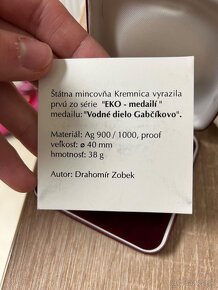 Štátna mincovňa Kremnica vyrazila
prvú zo série "EKO - medailí "
medailu: "Vodné dielo Gabčíkovo".
Materiál: Ag 900 / 1000, proof
veľkosť: ø 40 mm
hmotnosť: 38 g
Autor: Drahomír Zobek